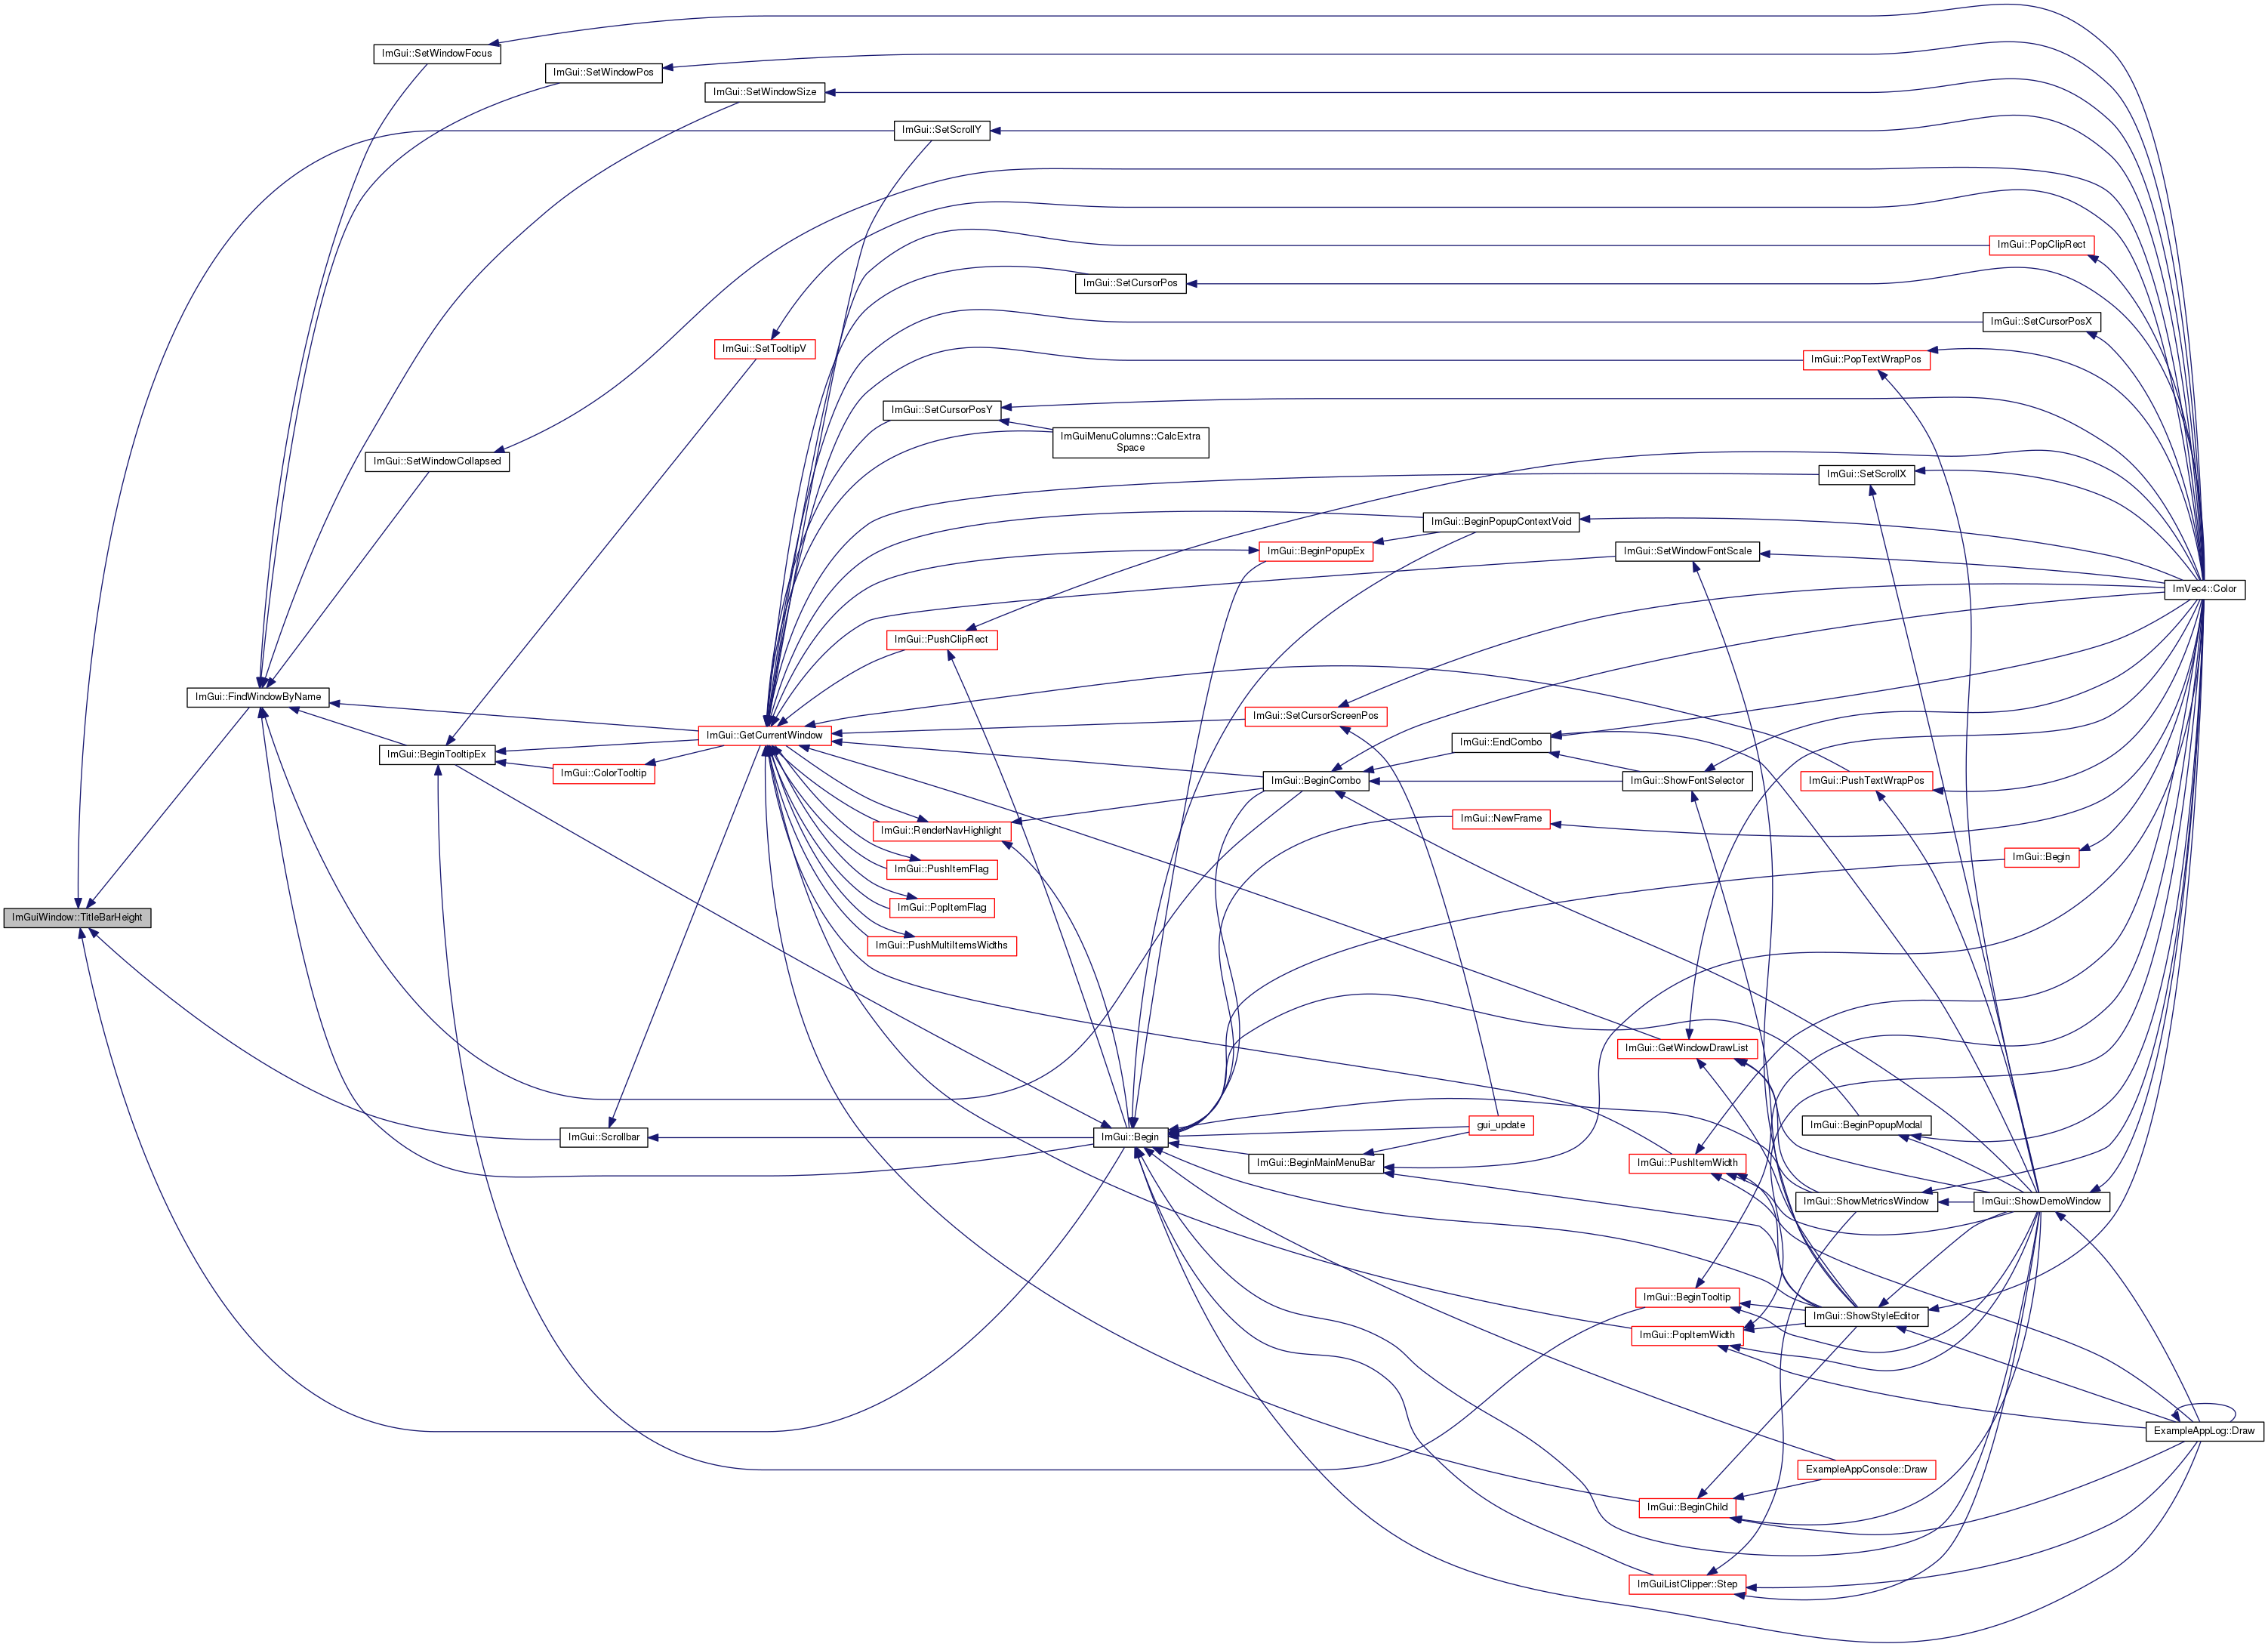 ImGui::SetWindowFocus
ImGui::SetWindowPos
ImGui::SetWindowSize
ImGui::SetScrollY
ImGui::PopClipRect
ImGui::SetCursorPos
ImGui::SetCursorPosX
ImGui::SetTooltipV
ImGui::PopTextWrapPos
ImGui::SetCursorPosY
ImGuiMenuColumns::CalcExtra
Space
ImGui::SetWindowCollapsed
ImGui::SetScrollX
ImGui::BeginPopupContextVoid
ImGui::BeginPopupEx
ImGui::SetWindowFontScale
ImVec4::Color
ImGui::PushClipRect
ImGui::FindWindowByName
ImGui::SetCursorScreenPos
ImGui::GetCurrentWindow
ImGui::EndCombo
ImGui::BeginTooltipEx
ImGui::ColorTooltip
ImGui::BeginCombo
ImGui::ShowFontSelector
ImGui::PushTextWrapPos
ImGui::NewFrame
ImGui::RenderNavHighlight
ImGui::Begin
ImGui::PushItemFlag
ImGui::PopItemFlag
ImGuiWindow::TitleBarHeight
ImGui::PushMultiItemsWidths
ImGui::GetWindowDrawList
gui_update
ImGui::BeginPopupModal
ImGui::Scrollbar
ImGui::Begin
ImGui::BeginMainMenuBar
ImGui::PushItemWidth
ImGui::ShowMetricsWindow
ImGui::ShowDemoWindow
ImGui::BeginTooltip
ImGui::ShowStyleEditor
ImGui::PopItemWidth
ExampleAppLog::Draw
ExampleAppConsole::Draw
ImGui::BeginChild
ImGuiListClipper::Step